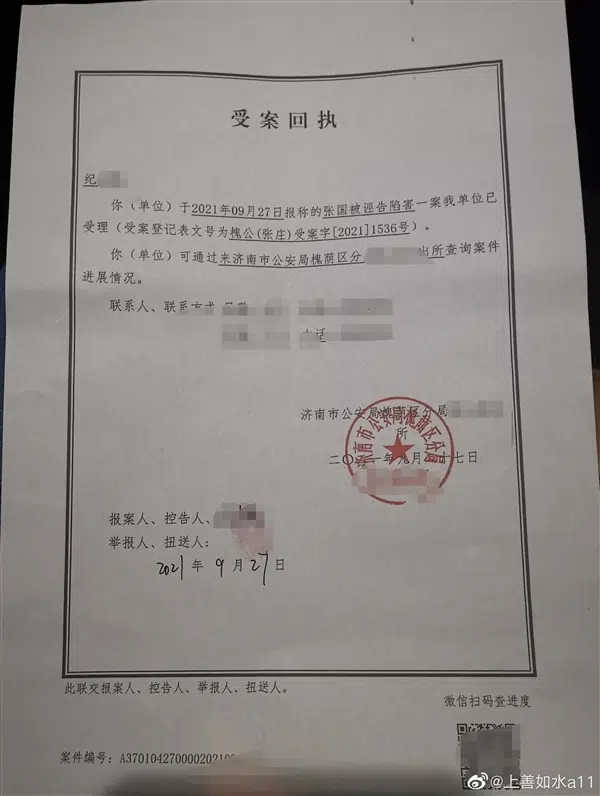 受案回执
纪
你（单位）于2021年09月27日报称的张国被诬告陷害一案我单位已
受理（受案登记表文号为槐公(张庄)受案字[2021]1536号）。
你（单位）可通过来济南市公安局槐荫区分 出所查询案件
进展情况。
联系人、联系方式
济南市公安局槐荫区分局
所
济南市公安局槐荫区分局
二〇二一年九月二十七日
报案人、控告人、
举报人、扭送人：
2021年9月27日
此联交报案人、控告人、举报人、扭送人。
微信扫码查进度
案件编号：A3701042700002021
@上善如水a11